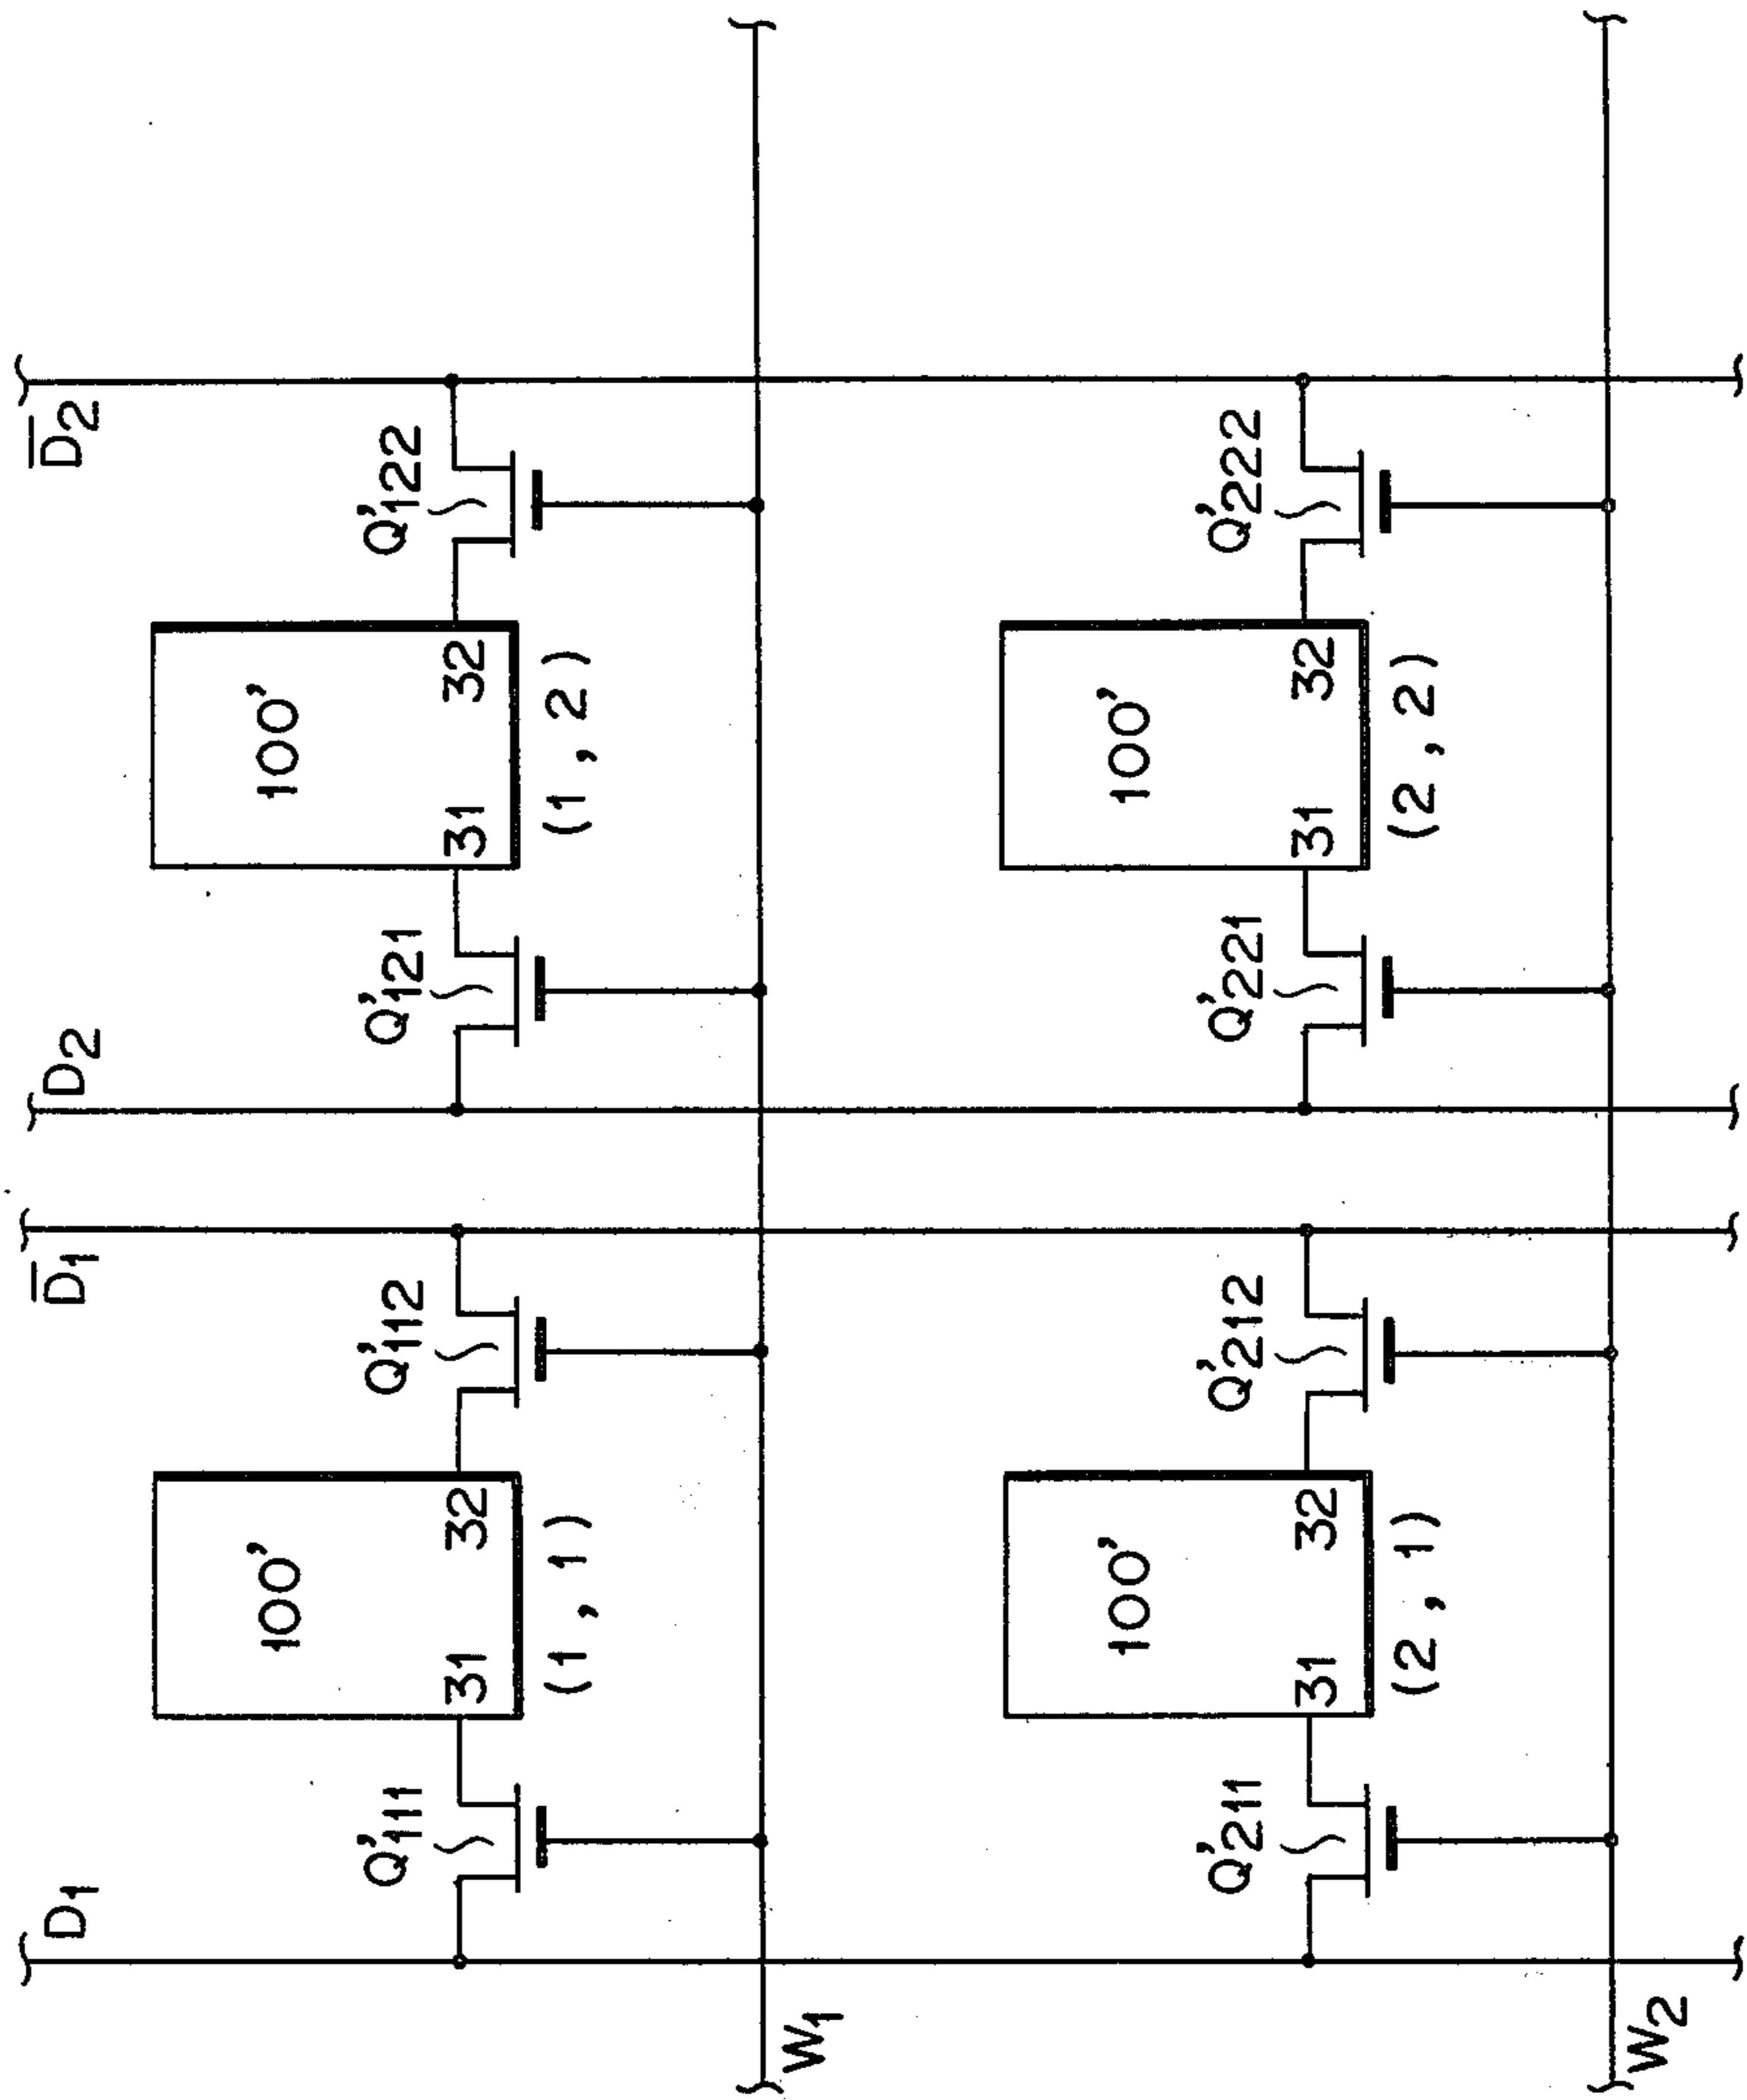 D1
D̅1
D2
D̅2
Q'111
Q'112
Q'121
Q'122
100'
100'
31 32
31 32
(1, 1)
(1, 2)
W1
Q'211
Q'212
Q'221
Q'222
100'
100'
31 32
31 32
(2, 1)
(2, 2)
W2